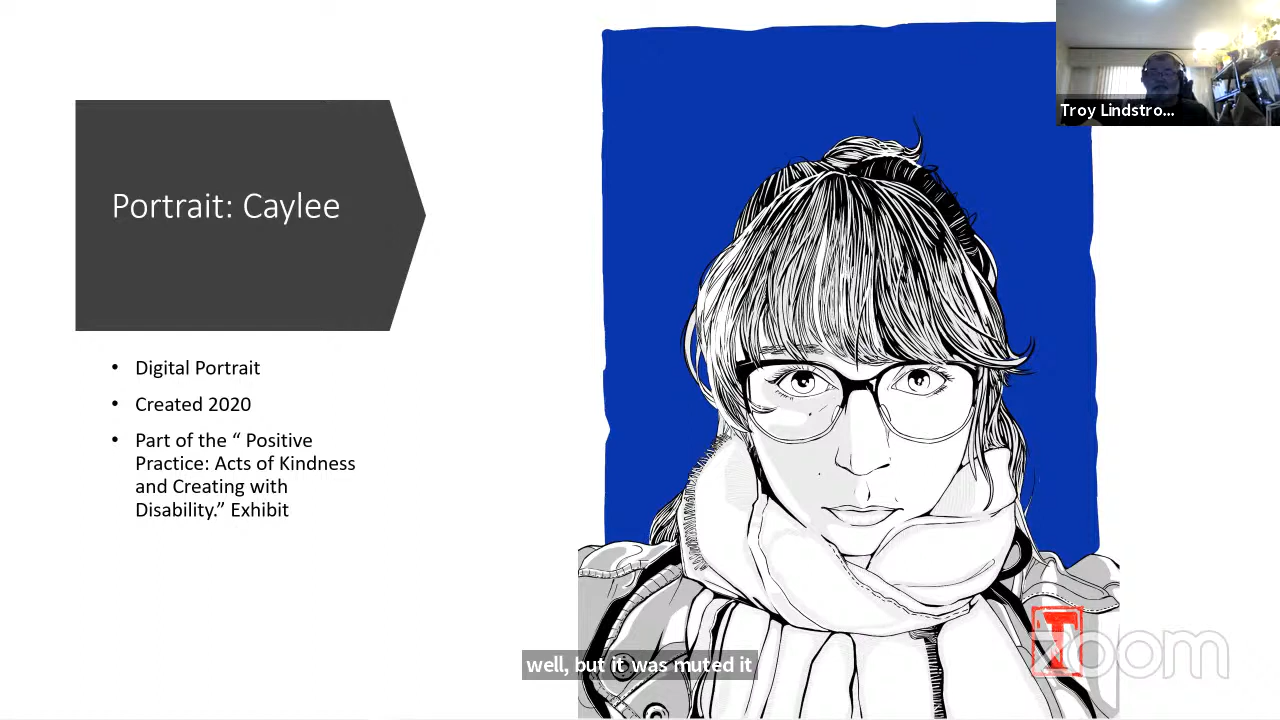 Troy Lindstro...
Portrait: Caylee
• Digital Portrait
• Created 2020
• Part of the “ Positive
Practice: Acts of Kindness
and Creating with
Disability.” Exhibit
T
zoom
well, but it was muted it